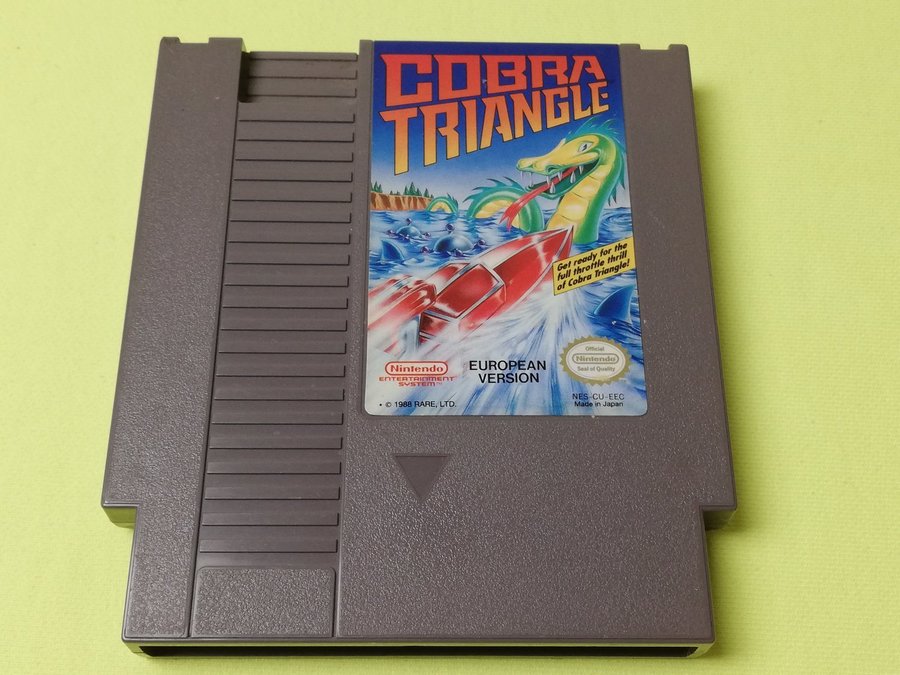 COBRA
TRIANGLE
Get ready for the
full throttle thrill
of Cobra Triangle!
Nintendo
ENTERTAINMENT
SYSTEM™
EUROPEAN
VERSION
Official
Nintendo
Seal of Quality
• © 1988 RARE, LTD.
NES-CU-EEC
Made in Japan